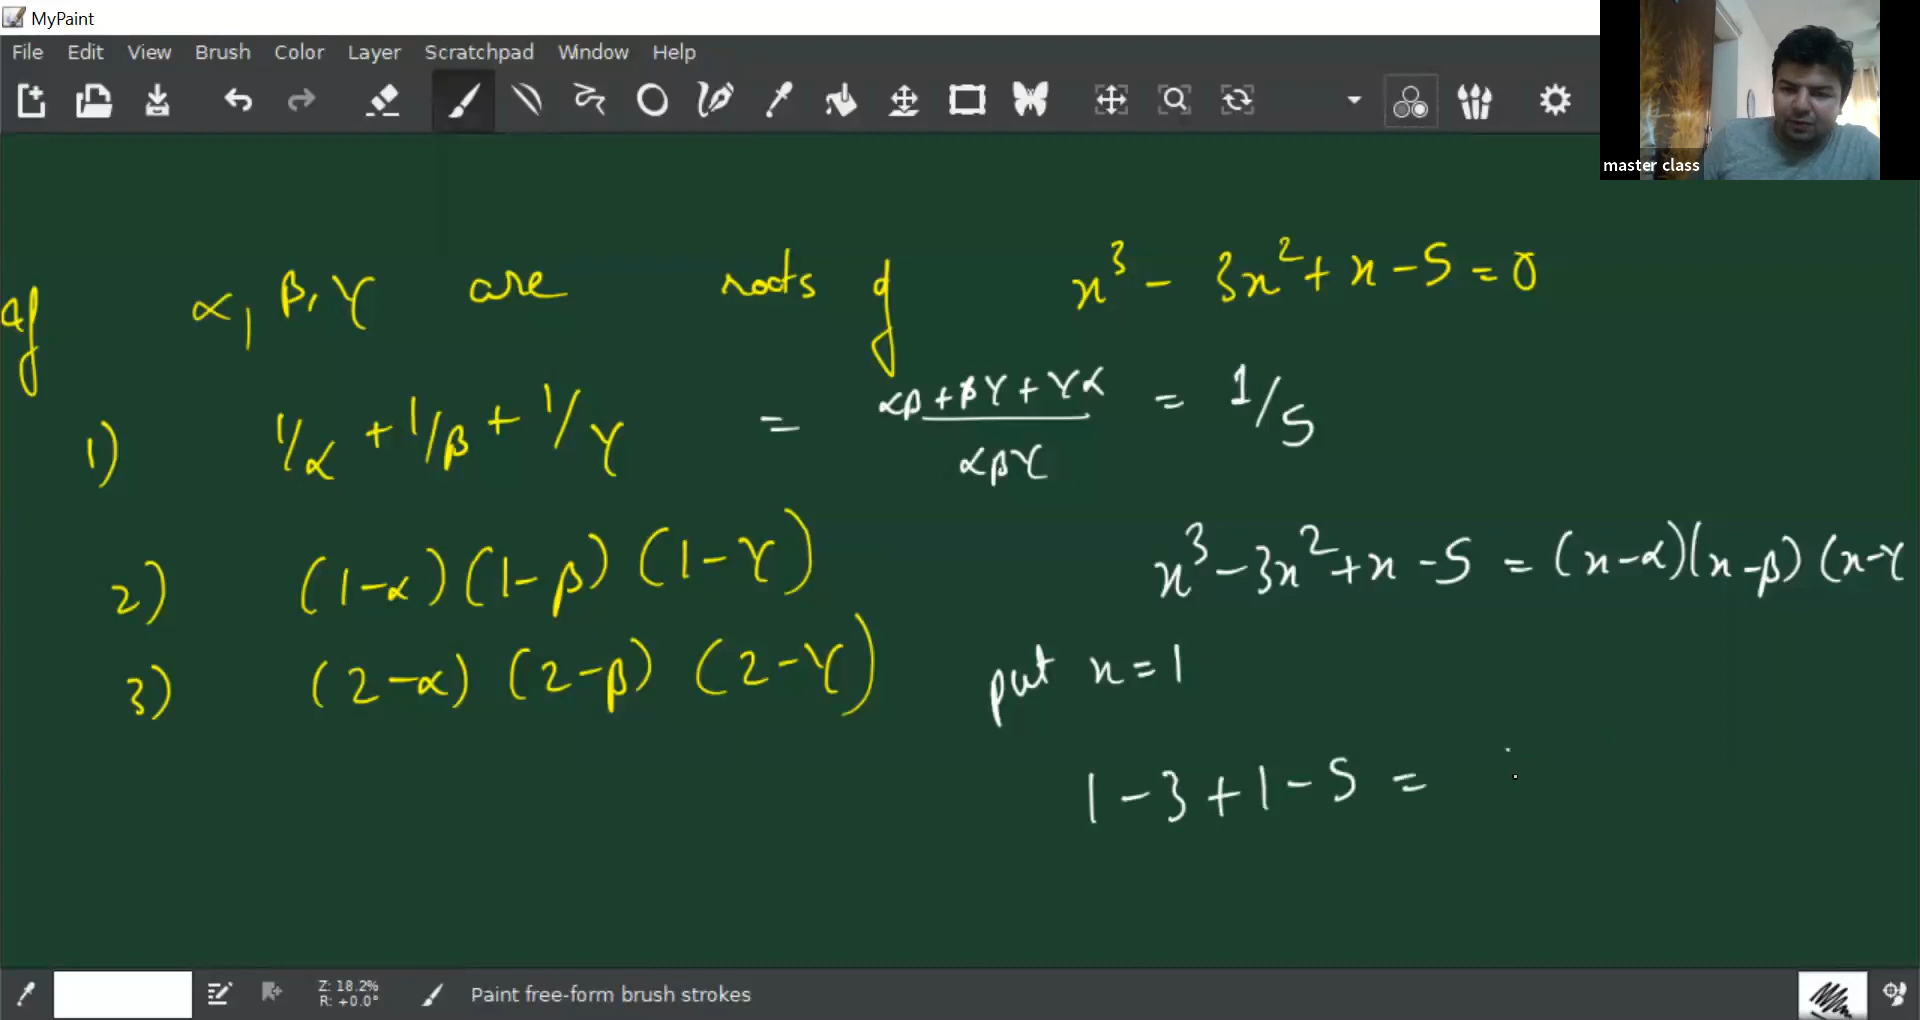 MyPaint
File Edit View Brush Color Layer Scratchpad Window Help
master class
If α, β, γ are roots of x³ - 3x² + x - 5 = 0
1) 1/α + 1/β + 1/γ = αβ + βγ + γα / αβγ = 1/5
2) (1-α)(1-β)(1-γ)
x³ - 3x² + x - 5 = (x-α)(x-β)(x-γ
3) (2-α)(2-β)(2-γ)
put x = 1
1 - 3 + 1 - 5 =
Z: 18.2%
R: +0.0°
Paint free-form brush strokes